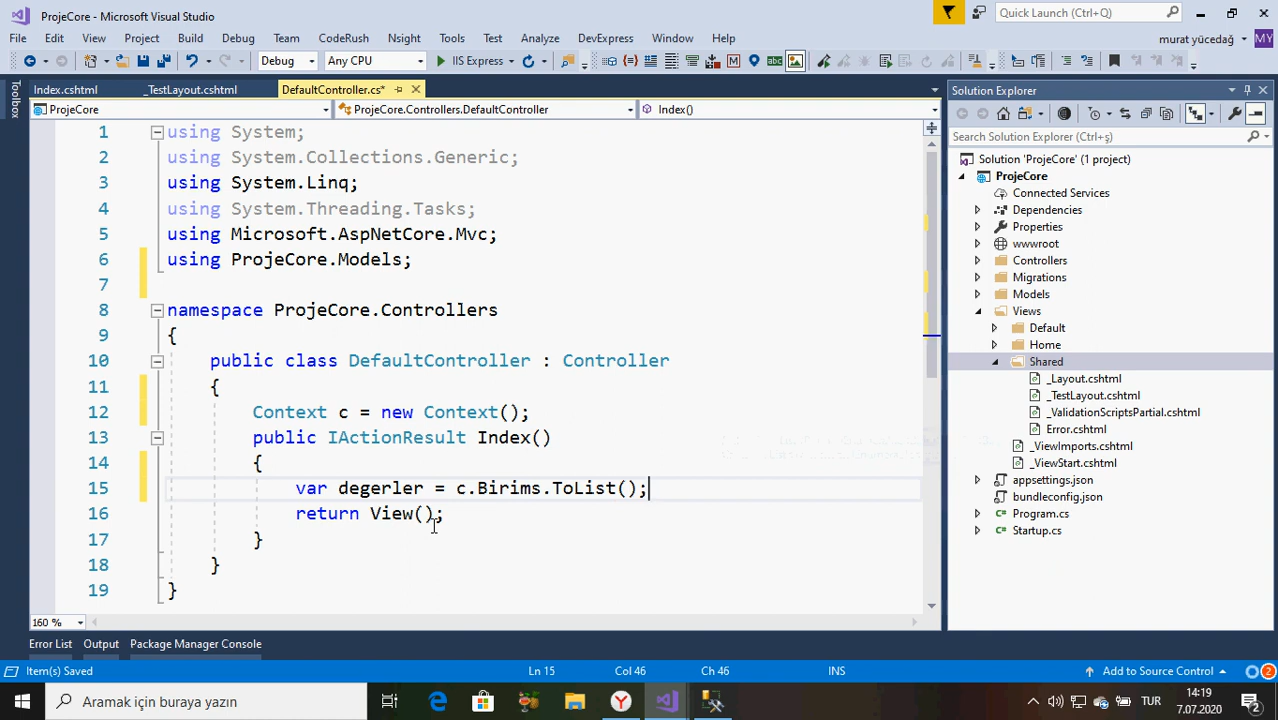 ProjeCore - Microsoft Visual Studio
Quick Launch (Ctrl+Q)
File Edit View Project Build Debug Team CodeRush Nsight Tools Test Analyze DevExpress Window Help
murat yücedağ MY
Debug Any CPU IIS Express
Toolbox
Index.cshtml _TestLayout.cshtml DefaultController.cs*
ProjeCore ProjeCore.Controllers.DefaultController Index()
1 using System;
2 using System.Collections.Generic;
3 using System.Linq;
4 using System.Threading.Tasks;
5 using Microsoft.AspNetCore.Mvc;
6 using ProjeCore.Models;
7
8 namespace ProjeCore.Controllers
9 {
10 public class DefaultController : Controller
11 {
12 Context c = new Context();
13 public IActionResult Index()
14 {
15 var degerler = c.Birims.ToList();
16 return View();
17 }
18 }
19 }
160 %
Solution Explorer
Search Solution Explorer (Ctrl+ş)
Solution 'ProjeCore' (1 project)
ProjeCore
Connected Services
Dependencies
Properties
wwwroot
Controllers
Migrations
Models
Views
Default
Home
Shared
_Layout.cshtml
_TestLayout.cshtml
_ValidationScriptsPartial.cshtml
Error.cshtml
_ViewImports.cshtml
_ViewStart.cshtml
appsettings.json
bundleconfig.json
Program.cs
Startup.cs
Error List Output Package Manager Console
Item(s) Saved Ln 15 Col 46 Ch 46 INS Add to Source Control 2
Aramak için buraya yazın
TUR
14:19
7.07.2020
2